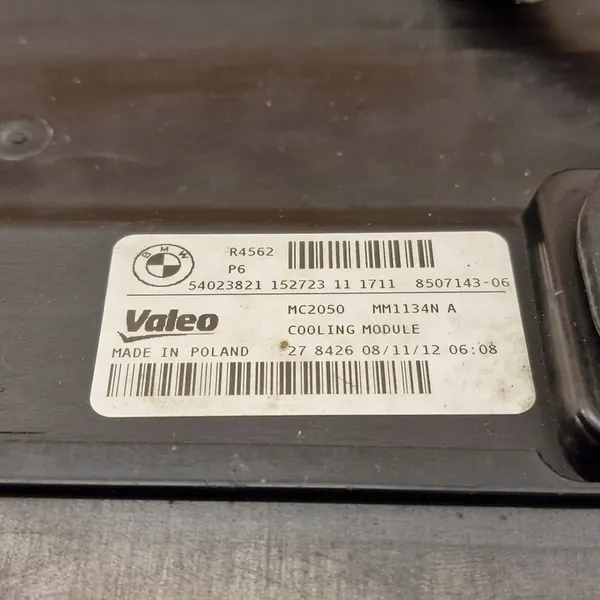 BMW
R4562
P6
54023821 152723 11 1711 8507143-06
Valeo MC2050 MM1134N A
COOLING MODULE
MADE IN POLAND 27 8426 08/11/12 06:08